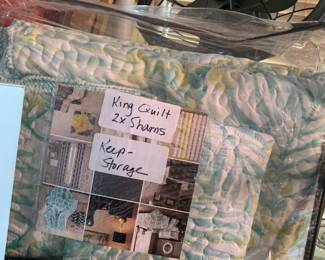 King Quilt
2x Shams
Keep-
Storage